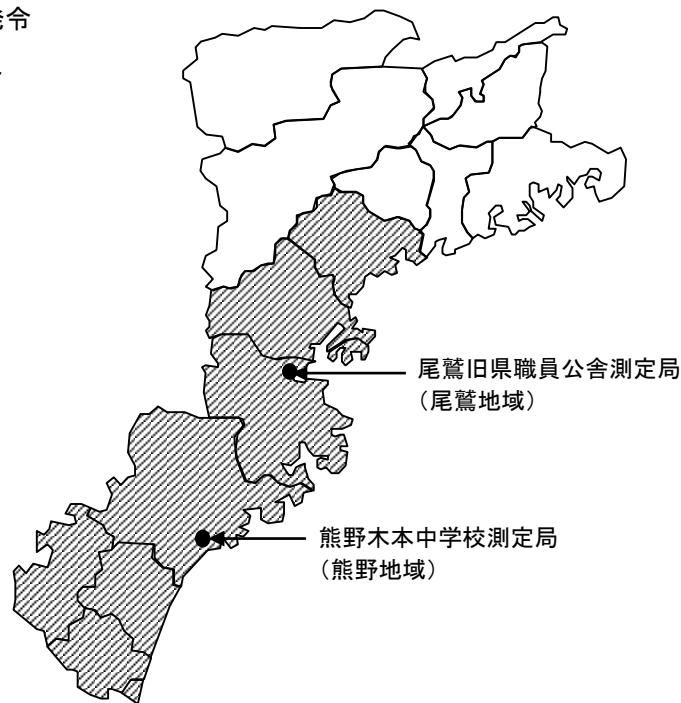 令
尾鷲旧県職員公舎測定局
（尾鷲地域）
熊野木本中学校測定局
（熊野地域）